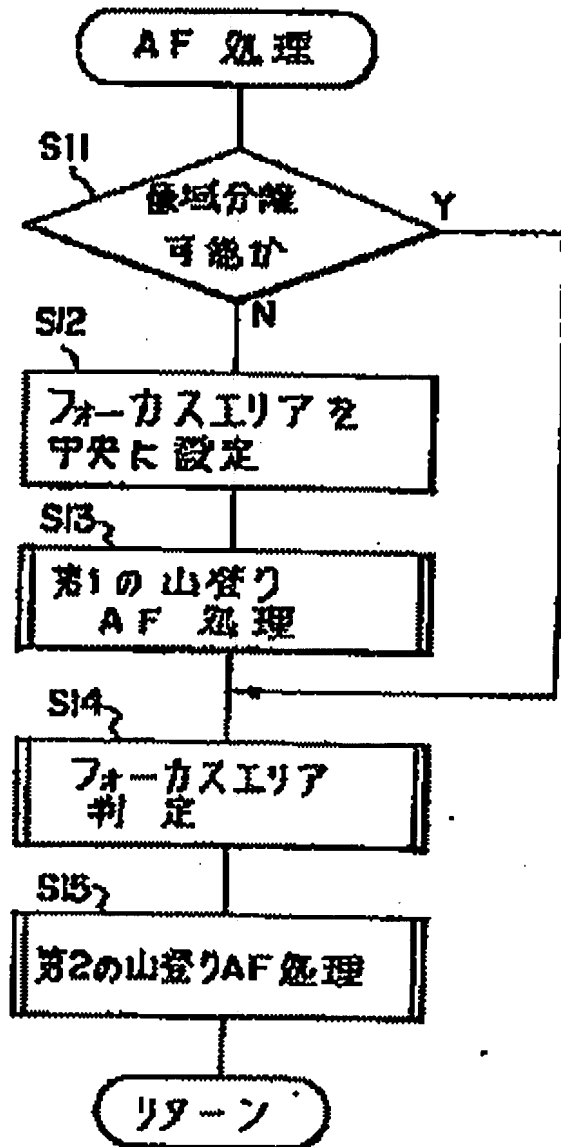 AF 処理
S11
領域分離
可能か
Y
N
S12
フォーカスエリアを
中央に設定
S13
第1の山登り
AF 処理
S14
フォーカスエリア
判定
S15
第2の山登りAF処理
リターン